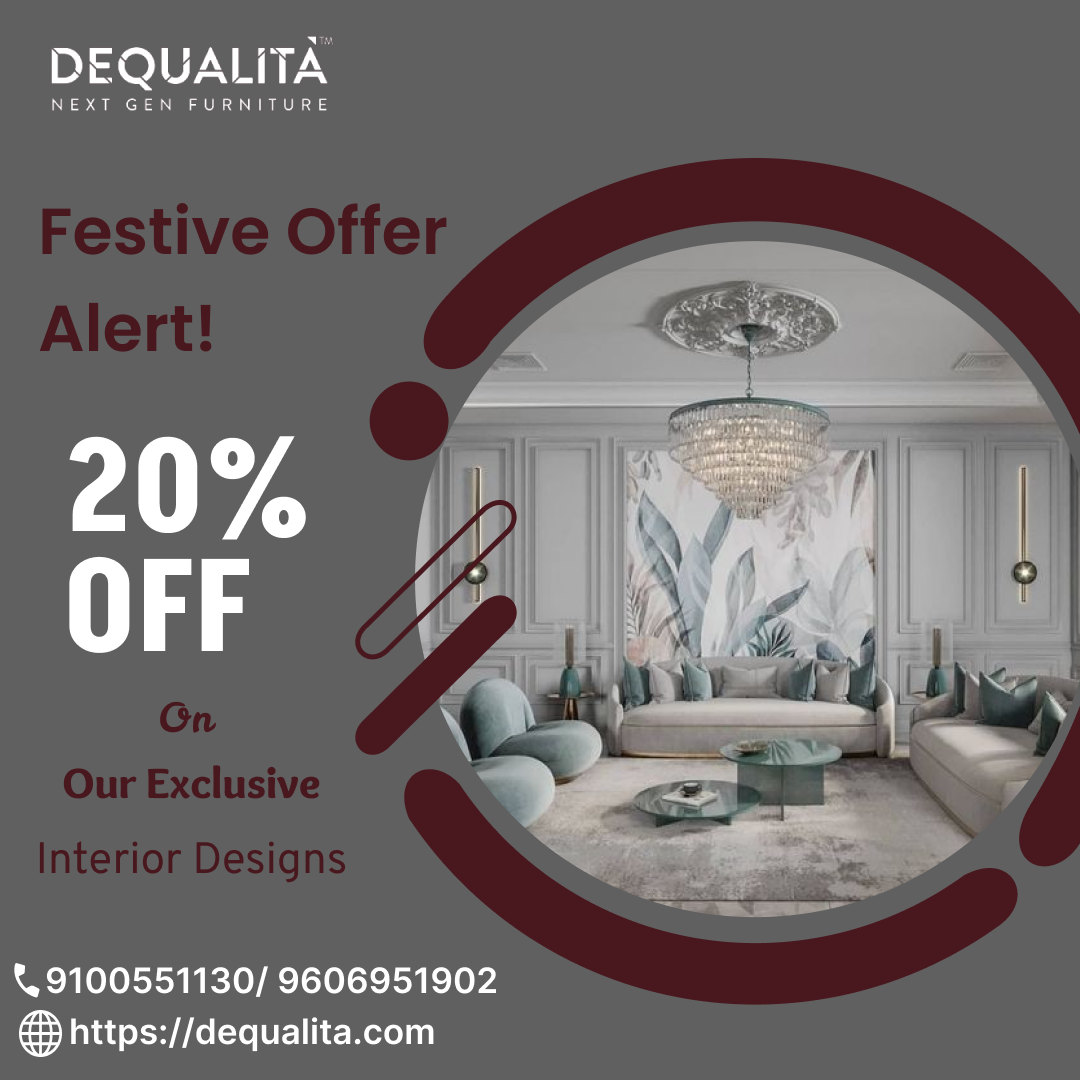 DEQUALITÀ™
NEXT GEN FURNITURE
Festive Offer
Alert!
20%
OFF
On
Our Exclusive
Interior Designs
9100551130/ 9606951902
https://dequalita.com